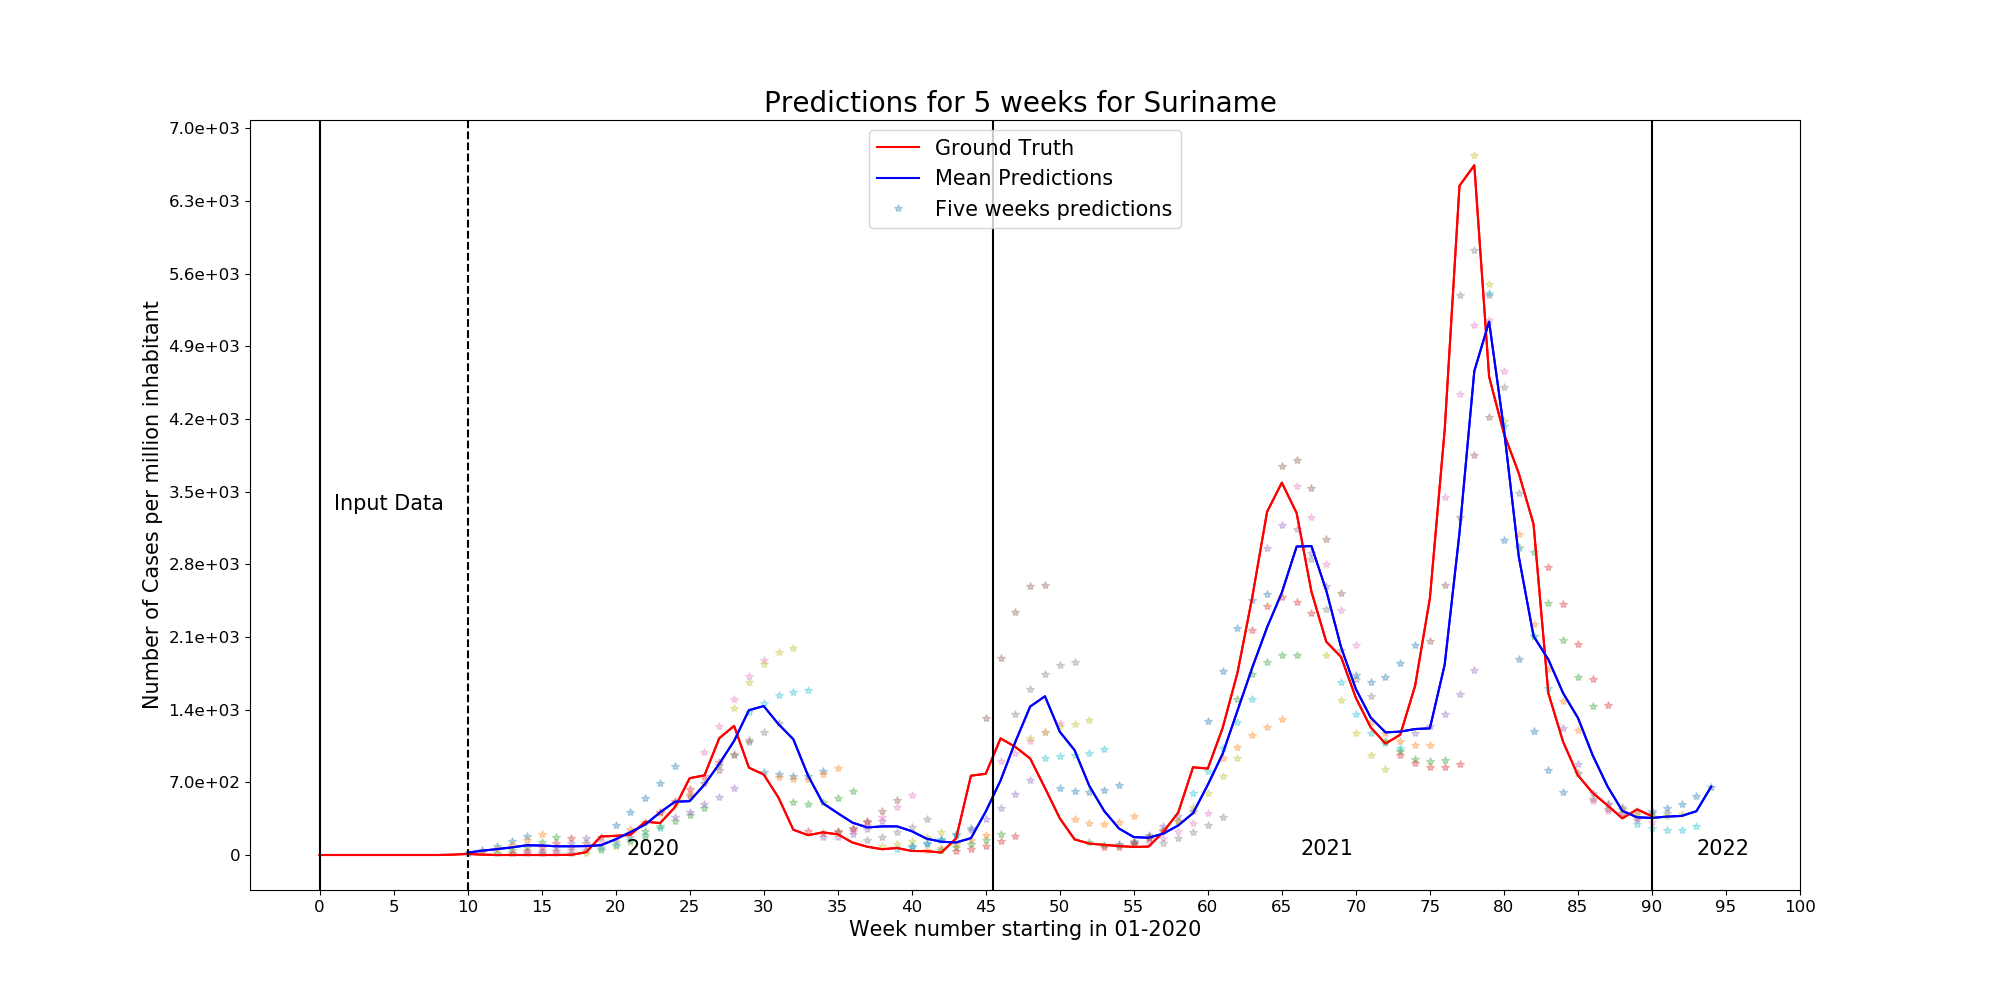 Predictions for 5 weeks for Suriname
Ground Truth
Mean Predictions
Five weeks predictions
Number of Cases per million inhabitant
7.0e+03
6.3e+03
5.6e+03
4.9e+03
4.2e+03
3.5e+03
2.8e+03
2.1e+03
1.4e+03
7.0e+02
0
Input Data
2020 2021 2022
0 5 10 15 20 25 30 35 40 45 50 55 60 65 70 75 80 85 90 95 100
Week number starting in 01-2020